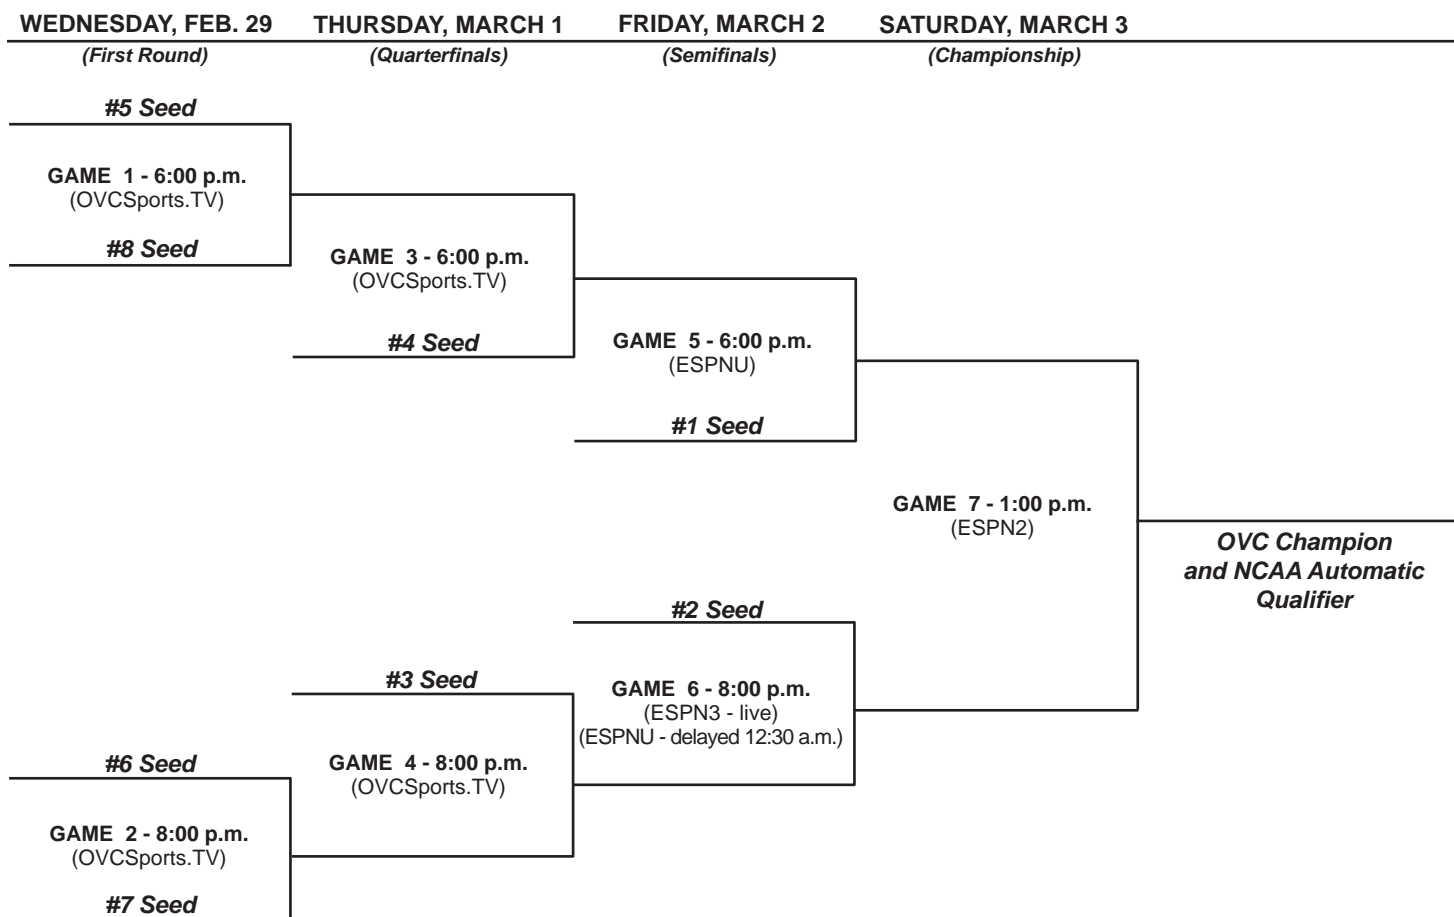 WEDNESDAY, FEB. 29
THURSDAY, MARCH 1
FRIDAY, MARCH 2
SATURDAY, MARCH 3
(First Round)
(Quarterfinals)
(Semifinals)
(Championship)
#5 Seed
GAME 1 - 6:00 p.m.
(OVCSports.TV)
#8 Seed
GAME 3 - 6:00 p.m.
(OVCSports.TV)
#4 Seed
GAME 5 - 6:00 p.m.
(ESPNU)
#1 Seed
GAME 7 - 1:00 p.m.
(ESPN2)
OVC Champion
and NCAA Automatic
Qualifier
#2 Seed
GAME 6 - 8:00 p.m.
(ESPN3 - live)
(ESPNU - delayed 12:30 a.m.)
#3 Seed
GAME 4 - 8:00 p.m.
(OVCSports.TV)
#6 Seed
GAME 2 - 8:00 p.m.
(OVCSports.TV)
#7 Seed